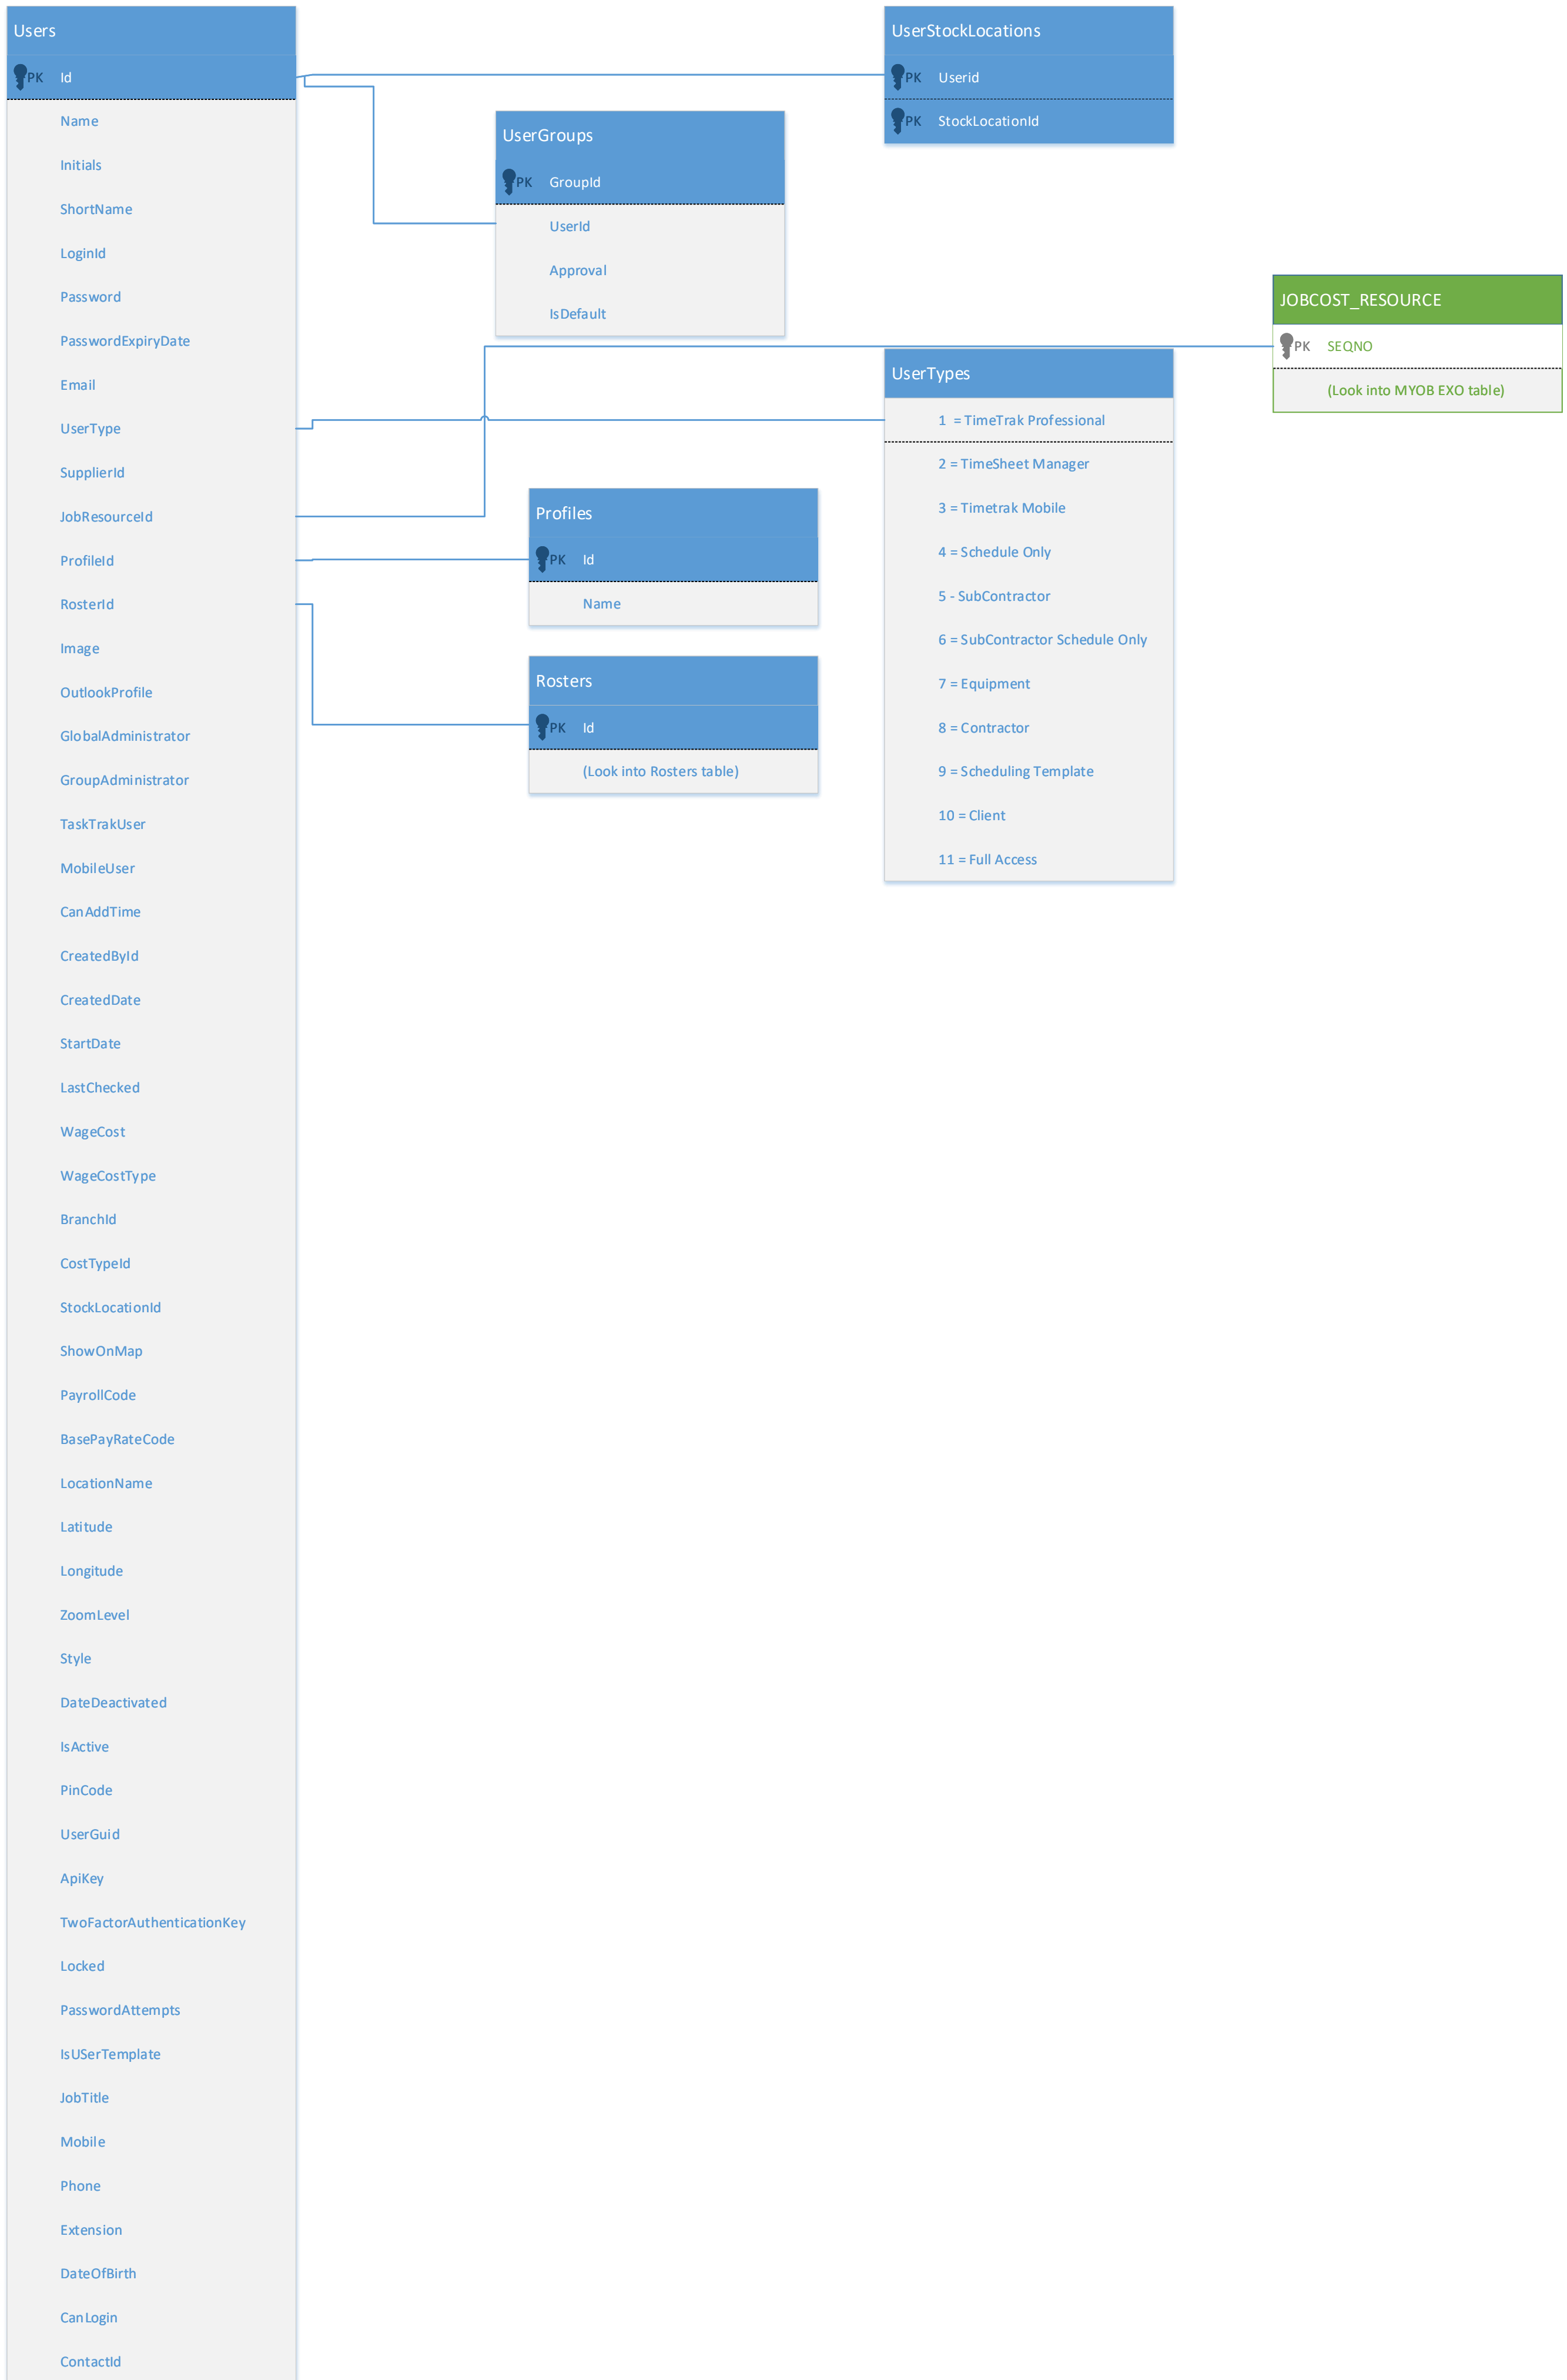 Users
PK Id
Name
Initials
ShortName
LoginId
Password
PasswordExpiryDate
Email
UserType
SupplierId
JobResourceId
ProfileId
RosterId
Image
OutlookProfile
GlobalAdministrator
GroupAdministrator
TaskTrakUser
MobileUser
CanAddTime
CreatedById
CreatedDate
StartDate
LastChecked
WageCost
WageCostType
BranchId
CostTypeId
StockLocationId
ShowOnMap
PayrollCode
BasePayRateCode
LocationName
Latitude
Longitude
ZoomLevel
Style
DateDeactivated
IsActive
PinCode
UserGuid
ApiKey
TwoFactorAuthenticationKey
Locked
PasswordAttempts
IsUSerTemplate
JobTitle
Mobile
Phone
Extension
DateOfBirth
CanLogin
ContactId
UserGroups
PK GroupId
UserId
Approval
IsDefault
Profiles
PK Id
Name
Rosters
PK Id
(Look into Rosters table)
UserStockLocations
PK Userid
PK StockLocationId
UserTypes
1 = TimeTrak Professional
2 = TimeSheet Manager
3 = Timetrak Mobile
4 = Schedule Only
5 - SubContractor
6 = SubContractor Schedule Only
7 = Equipment
8 = Contractor
9 = Scheduling Template
10 = Client
11 = Full Access
JOBCOST_RESOURCE
PK SEQNO
(Look into MYOB EXO table)